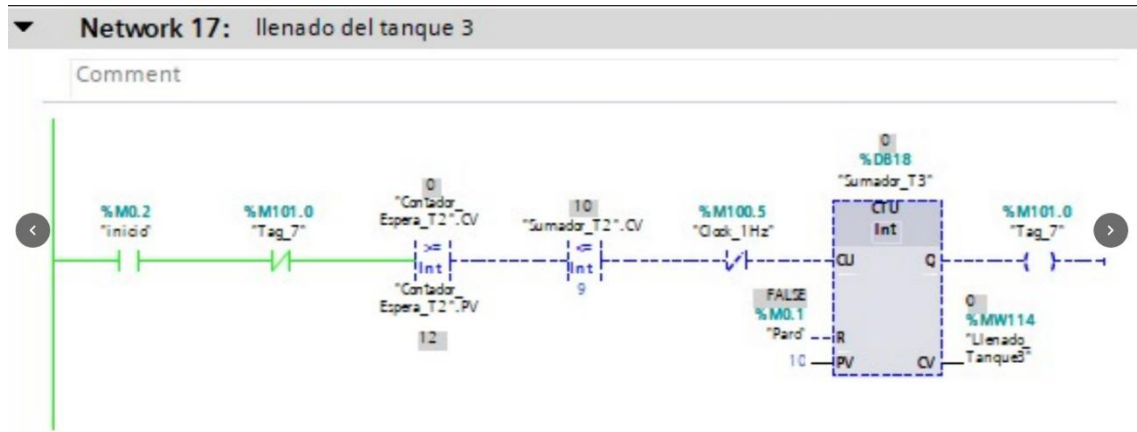 Network 17: llenado del tanque 3
Comment
%M0.2
"inicio"
%M101.0
"Tag_7"
0
"Contador_
Espera_T2".CV
>=
Int
"Contador_
Espera_T2".PV
12
10
"Sumador_T2".CV
<=
Int
9
%M100.5
"Clock_1Hz"
0
%DB18
"Sumador_T3"
CTU
Int
CU
Q
FALSE
%M0.1
"Paro"
R
10
PV
CV
0
%MW114
"Llenado_
Tanque3"
%M101.0
"Tag_7"